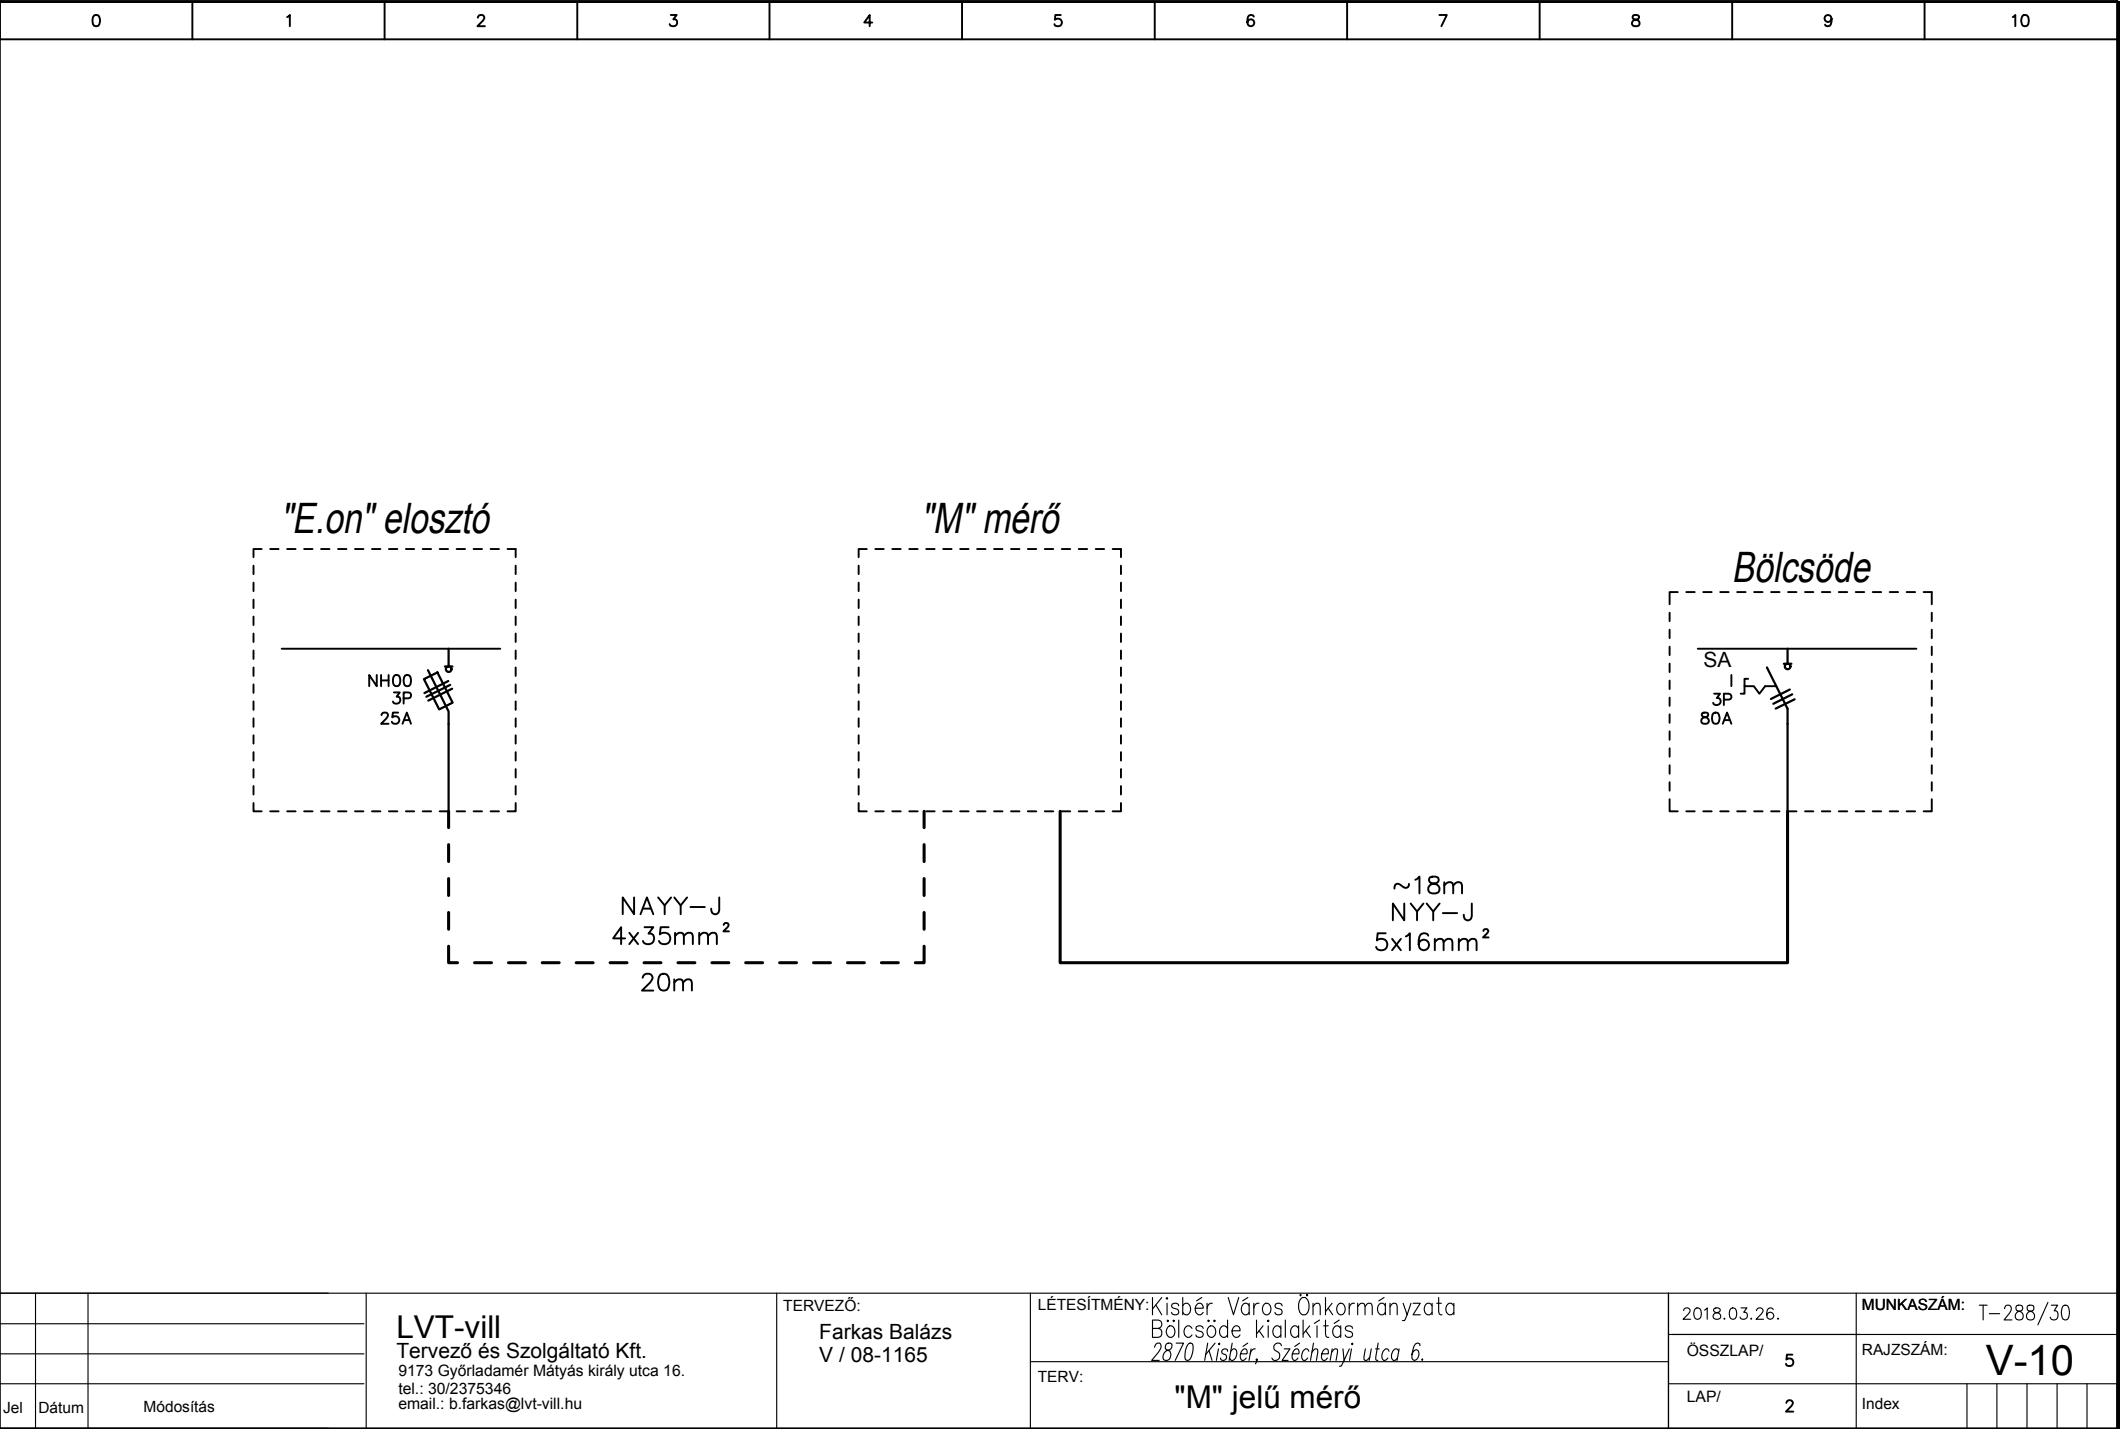 0 1 2 3 4 5 6 7 8 9 10
"E.on" elosztó
"M" mérő
Bölcsöde
NH00
3P
25A
SA
I
3P
80A
NAYY-J
4x35mm²
20m
~18m
NYY-J
5x16mm²
Jel Dátum Módosítás
LVT-vill
Tervező és Szolgáltató Kft.
9173 Győrladamér Mátyás király utca 16.
tel.: 30/2375346
email.: b.farkas@lvt-vill.hu
TERVEZŐ:
Farkas Balázs
V / 08-1165
LÉTESÍTMÉNY: Kisbér Város Önkormányzata
Bölcsöde kialakítás
2870 Kisbér, Széchenyi utca 6.
TERV:
"M" jelű mérő
2018.03.26.
ÖSSZLAP/ 5
LAP/ 2
MUNKASZÁM: T-288/30
RAJZSZÁM: V-10
Index